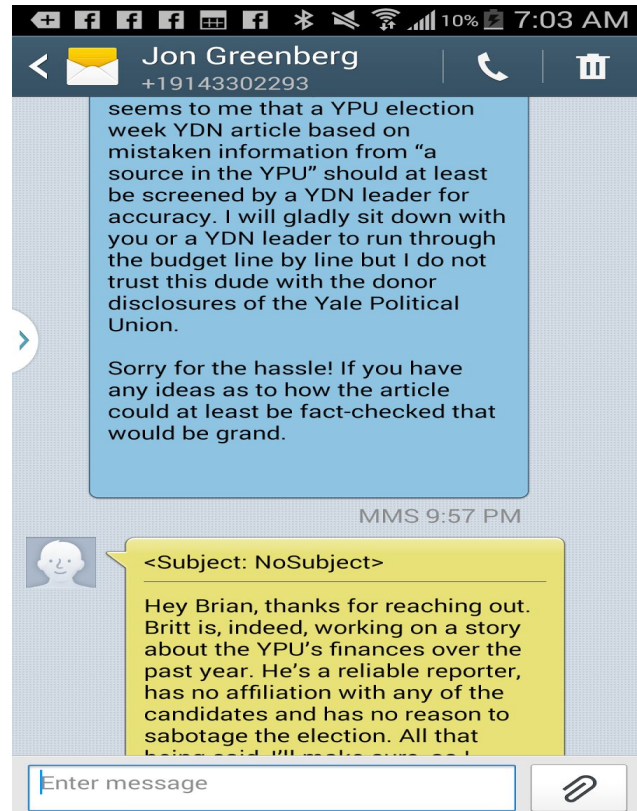 10% 7:03 AM
Jon Greenberg
+19143302293
seems to me that a YPU election
week YDN article based on
mistaken information from “a
source in the YPU” should at least
be screened by a YDN leader for
accuracy. I will gladly sit down with
you or a YDN leader to run through
the budget line by line but I do not
trust this dude with the donor
disclosures of the Yale Political
Union.
Sorry for the hassle! If you have
any ideas as to how the article
could at least be fact-checked that
would be grand.
MMS 9:57 PM
<Subject: NoSubject>
Hey Brian, thanks for reaching out.
Britt is, indeed, working on a story
about the YPU’s finances over the
past year. He’s a reliable reporter,
has no affiliation with any of the
candidates and has no reason to
sabotage the election. All that
being said, I’ll make sure, as I
Enter message